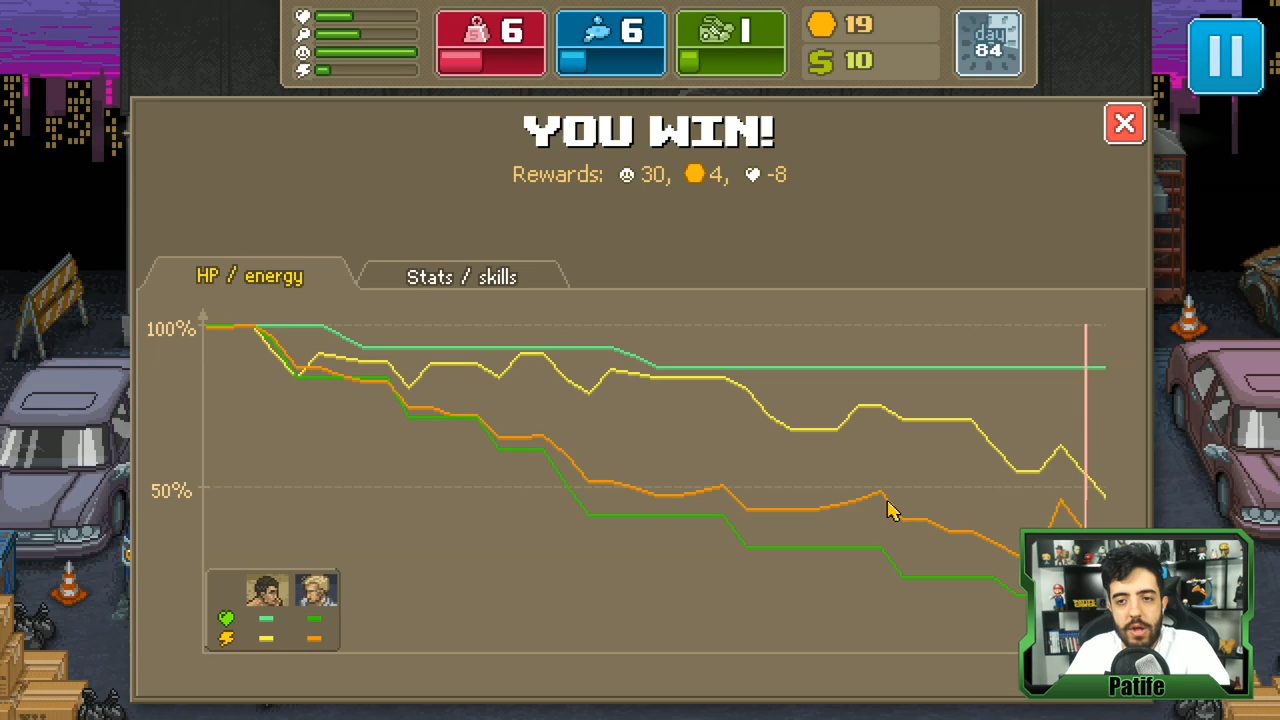 6
6
1
19
10
day
84
YOU WIN!
Rewards: 30, 4, -8
HP / energy
Stats / skills
100%
50%
Patife